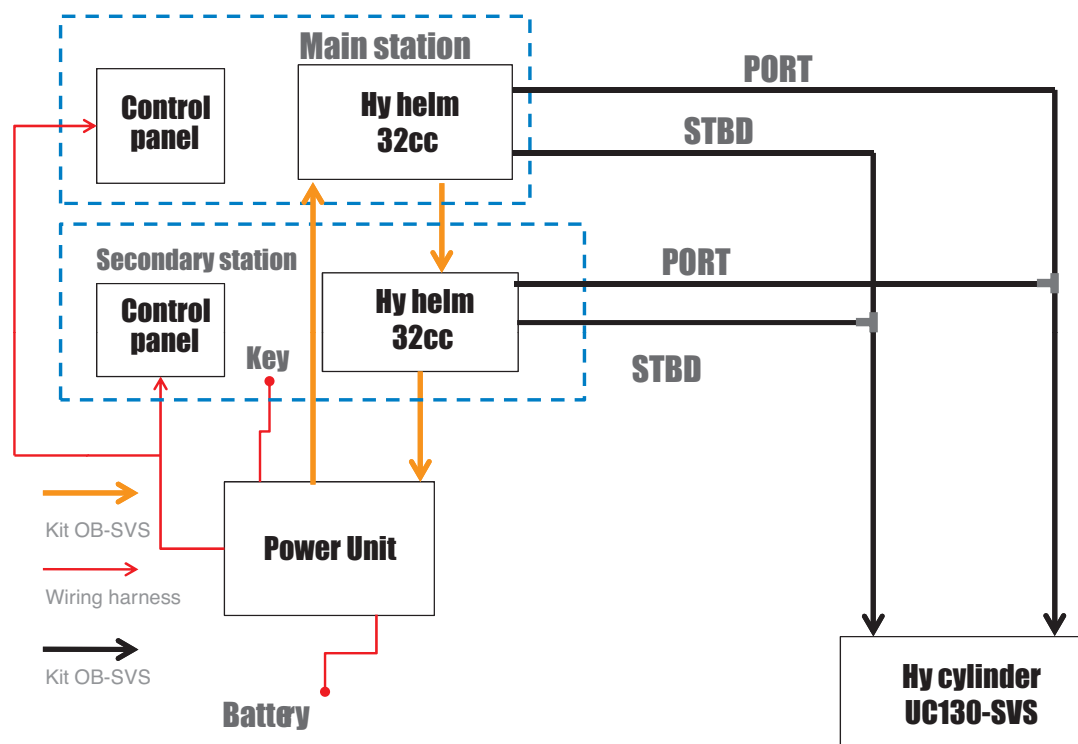 Main station
PORT
Control
panel
Hy helm
32cc
STBD
Secondary station
PORT
Control
panel
Hy helm
32cc
Key
STBD
Kit OB-SVS
Power Unit
Wiring harness
Kit OB-SVS
Battery
Hy cylinder
UC130-SVS